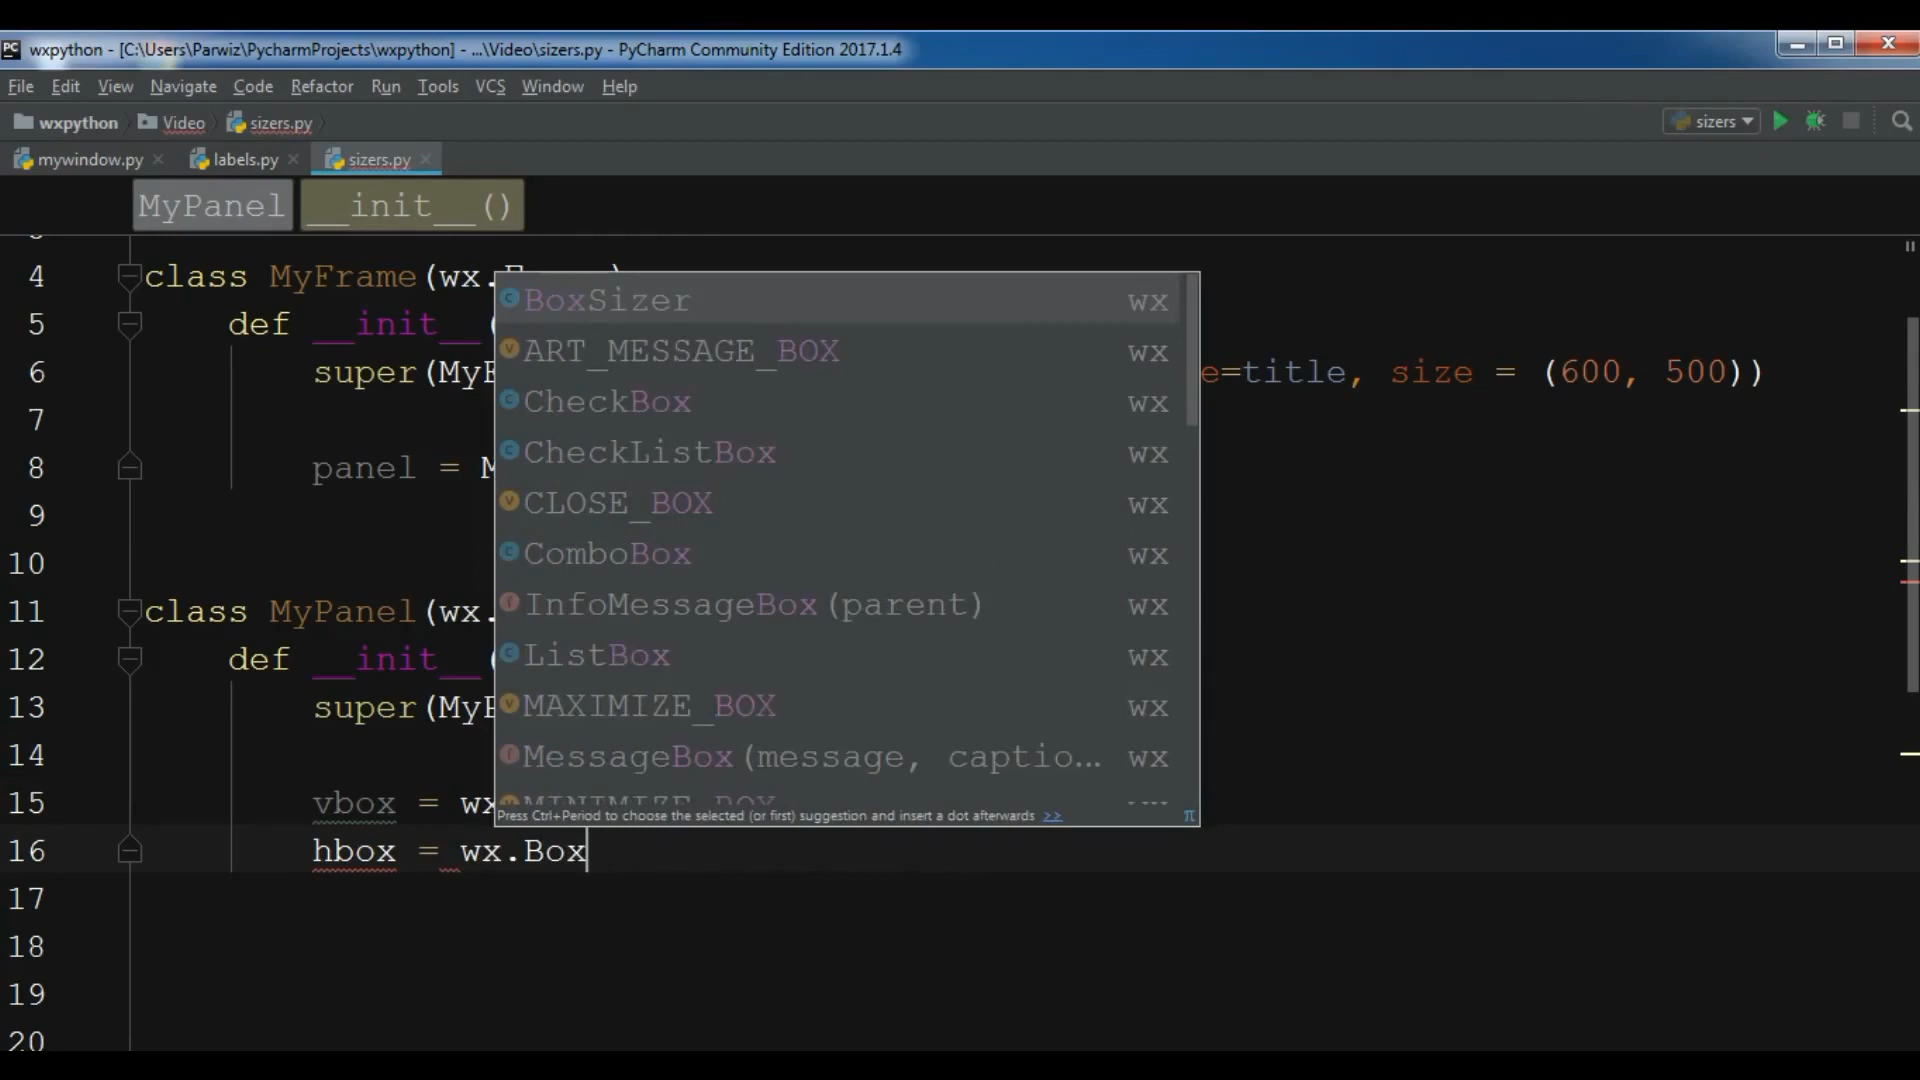 wxpython - [C:\Users\Parwiz\PycharmProjects\wxpython] - ...\Video\sizers.py - PyCharm Community Edition 2017.1.4
File Edit View Navigate Code Refactor Run Tools VCS Window Help
wxpython Video sizers.py sizers
mywindow.py labels.py sizers.py
MyPanel __init__()
4 class MyFrame(wx.
5 def __init__(
6 super(My e=title, size = (600, 500))
7
8 panel = M
9
10
11 class MyPanel(wx.
12 def __init__(
13 super(My
14
15 vbox = wx
16 hbox = wx.Box
17
18
19
20
BoxSizer wx
ART_MESSAGE_BOX wx
CheckBox wx
CheckListBox wx
CLOSE_BOX wx
ComboBox wx
InfoMessageBox(parent) wx
ListBox wx
MAXIMIZE_BOX wx
MessageBox(message, captio... wx
MINIMIZE_BOX wx
Press Ctrl+Period to choose the selected (or first) suggestion and insert a dot afterwards >> π